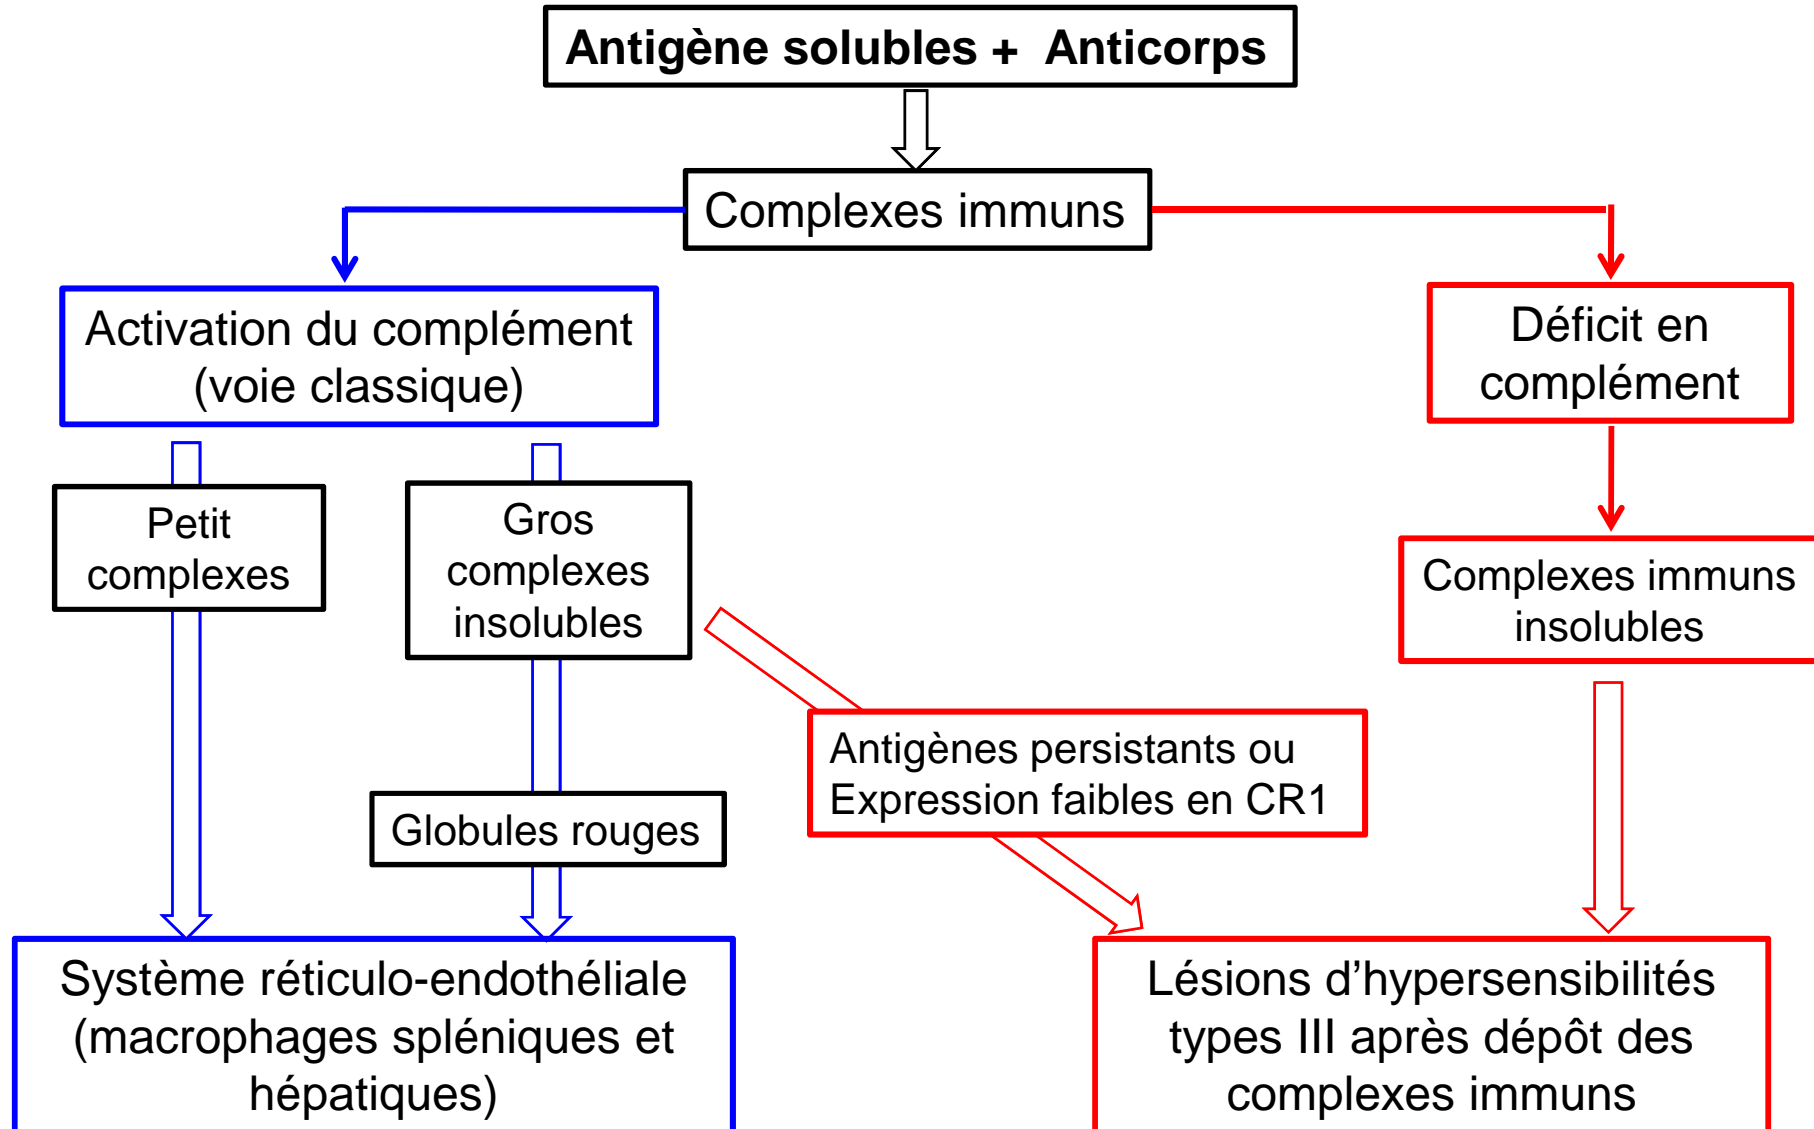 Antigène solubles + Anticorps
Complexes immuns
Activation du complément
(voie classique)
Déficit en
complément
Petit
complexes
Gros
complexes
insolubles
Complexes immuns
insolubles
Antigènes persistants ou
Expression faibles en CR1
Globules rouges
Système réticulo-endothéliale
(macrophages spléniques et
hépatiques)
Lésions d’hypersensibilités
types III après dépôt des
complexes immuns